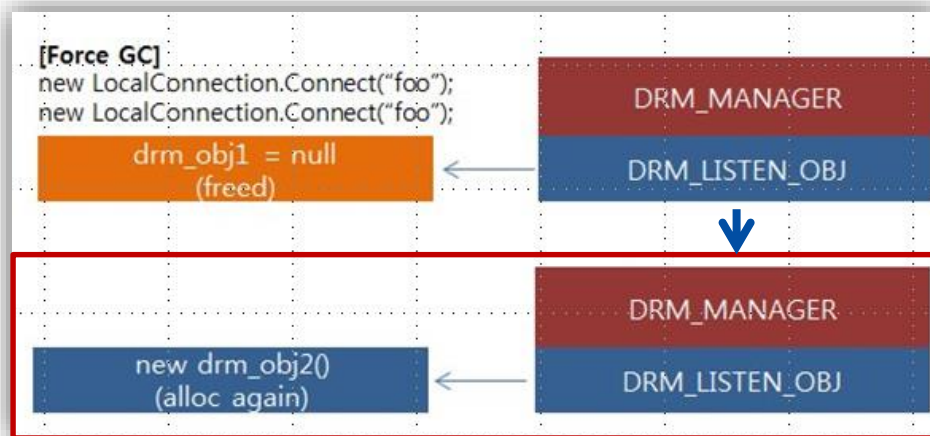 [Force GC]
new LocalConnection.Connect("foo");
new LocalConnection.Connect("foo");
drm_obj1 = null
(freed)
DRM_MANAGER
DRM_LISTEN_OBJ
DRM_MANAGER
new drm_obj2()
(alloc again)
DRM_LISTEN_OBJ